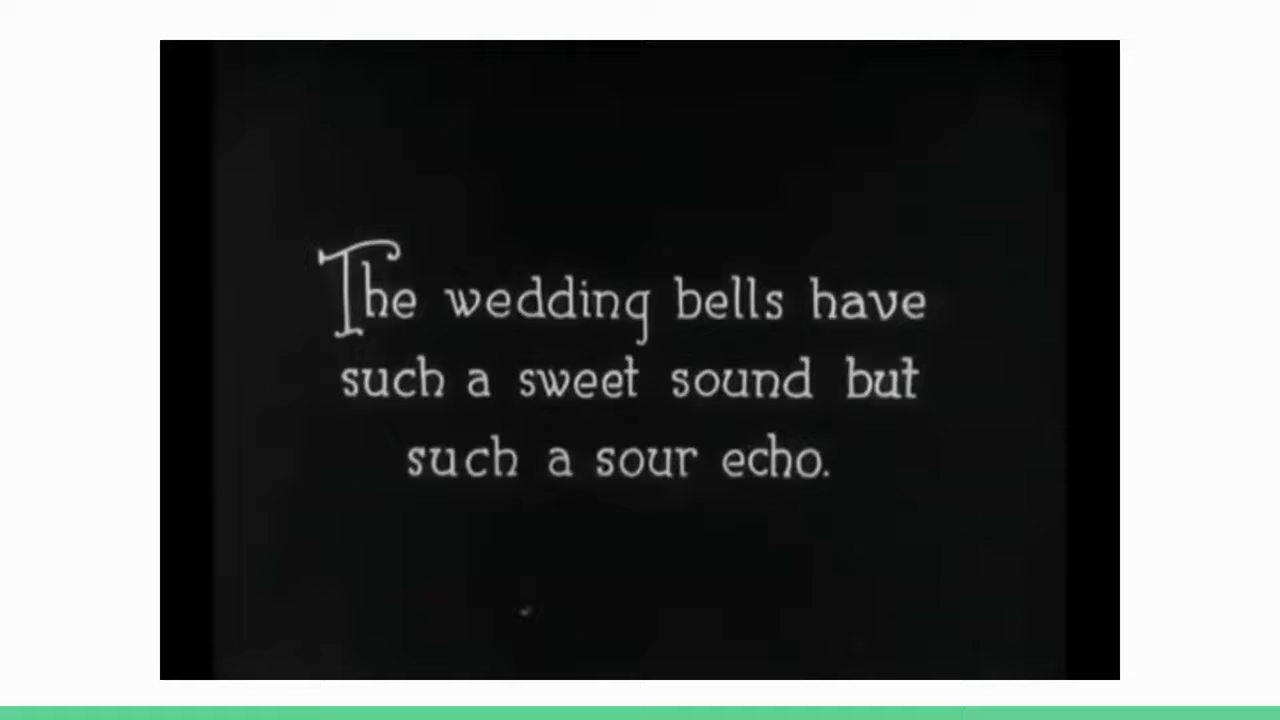 The wedding bells have
such a sweet sound but
such a sour echo.